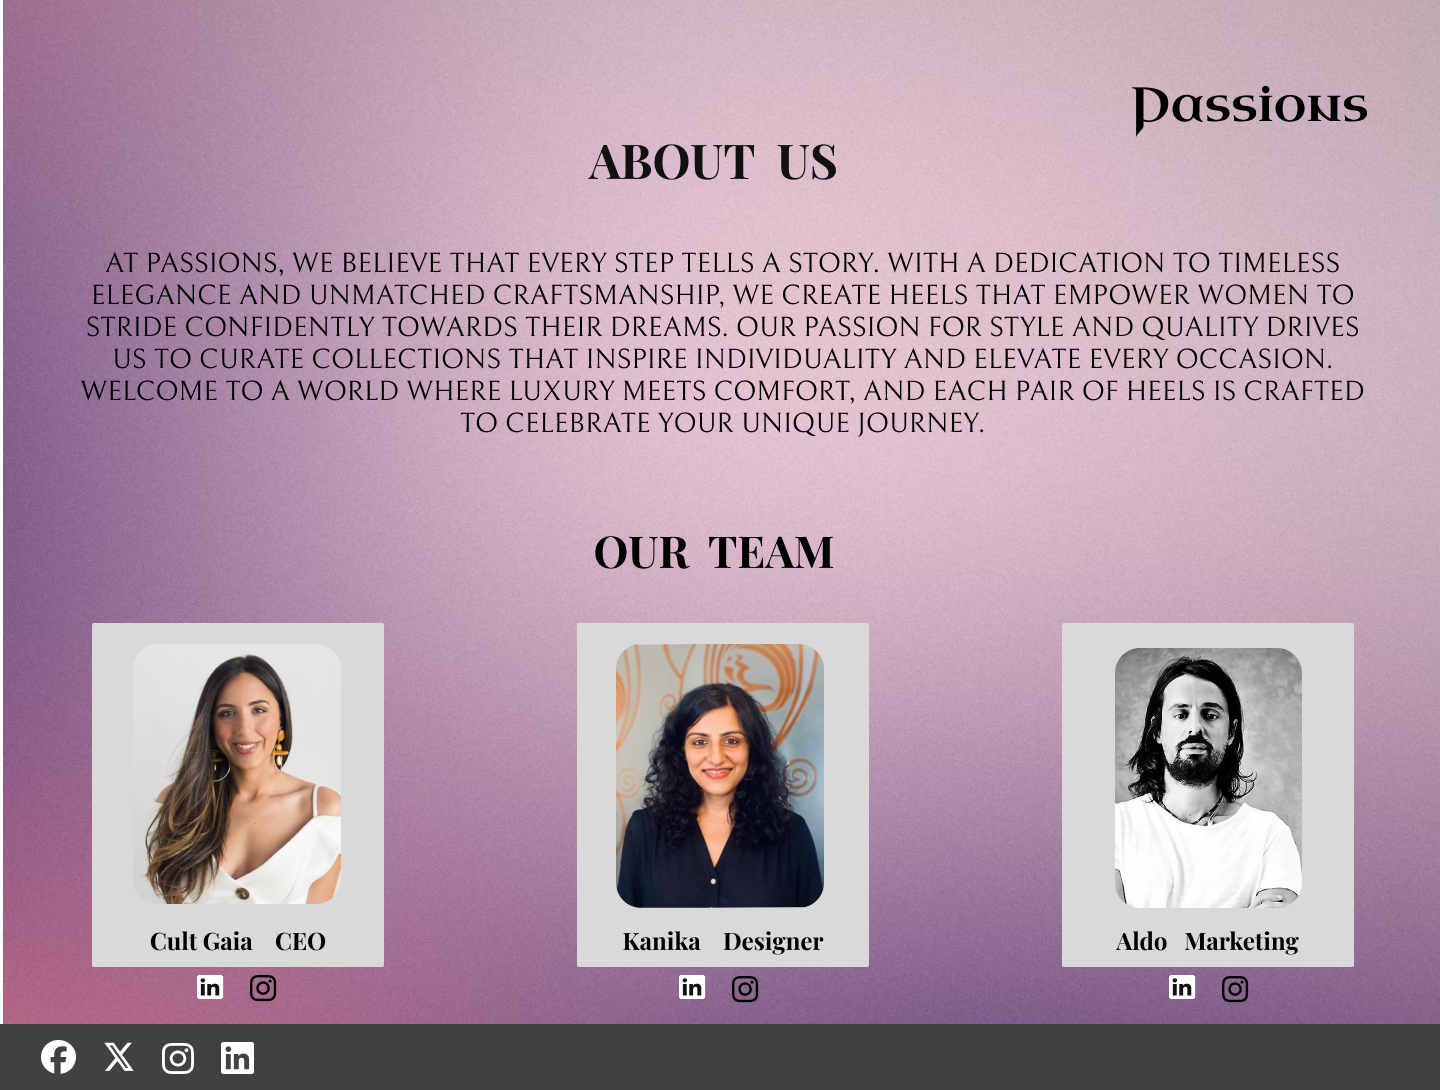 Passions
ABOUT US
AT PASSIONS, WE BELIEVE THAT EVERY STEP TELLS A STORY. WITH A DEDICATION TO TIMELESS
ELEGANCE AND UNMATCHED CRAFTSMANSHIP, WE CREATE HEELS THAT EMPOWER WOMEN TO
STRIDE CONFIDENTLY TOWARDS THEIR DREAMS. OUR PASSION FOR STYLE AND QUALITY DRIVES
US TO CURATE COLLECTIONS THAT INSPIRE INDIVIDUALITY AND ELEVATE EVERY OCCASION.
WELCOME TO A WORLD WHERE LUXURY MEETS COMFORT, AND EACH PAIR OF HEELS IS CRAFTED
TO CELEBRATE YOUR UNIQUE JOURNEY.
OUR TEAM
Cult Gaia CEO
Kanika Designer
Aldo Marketing